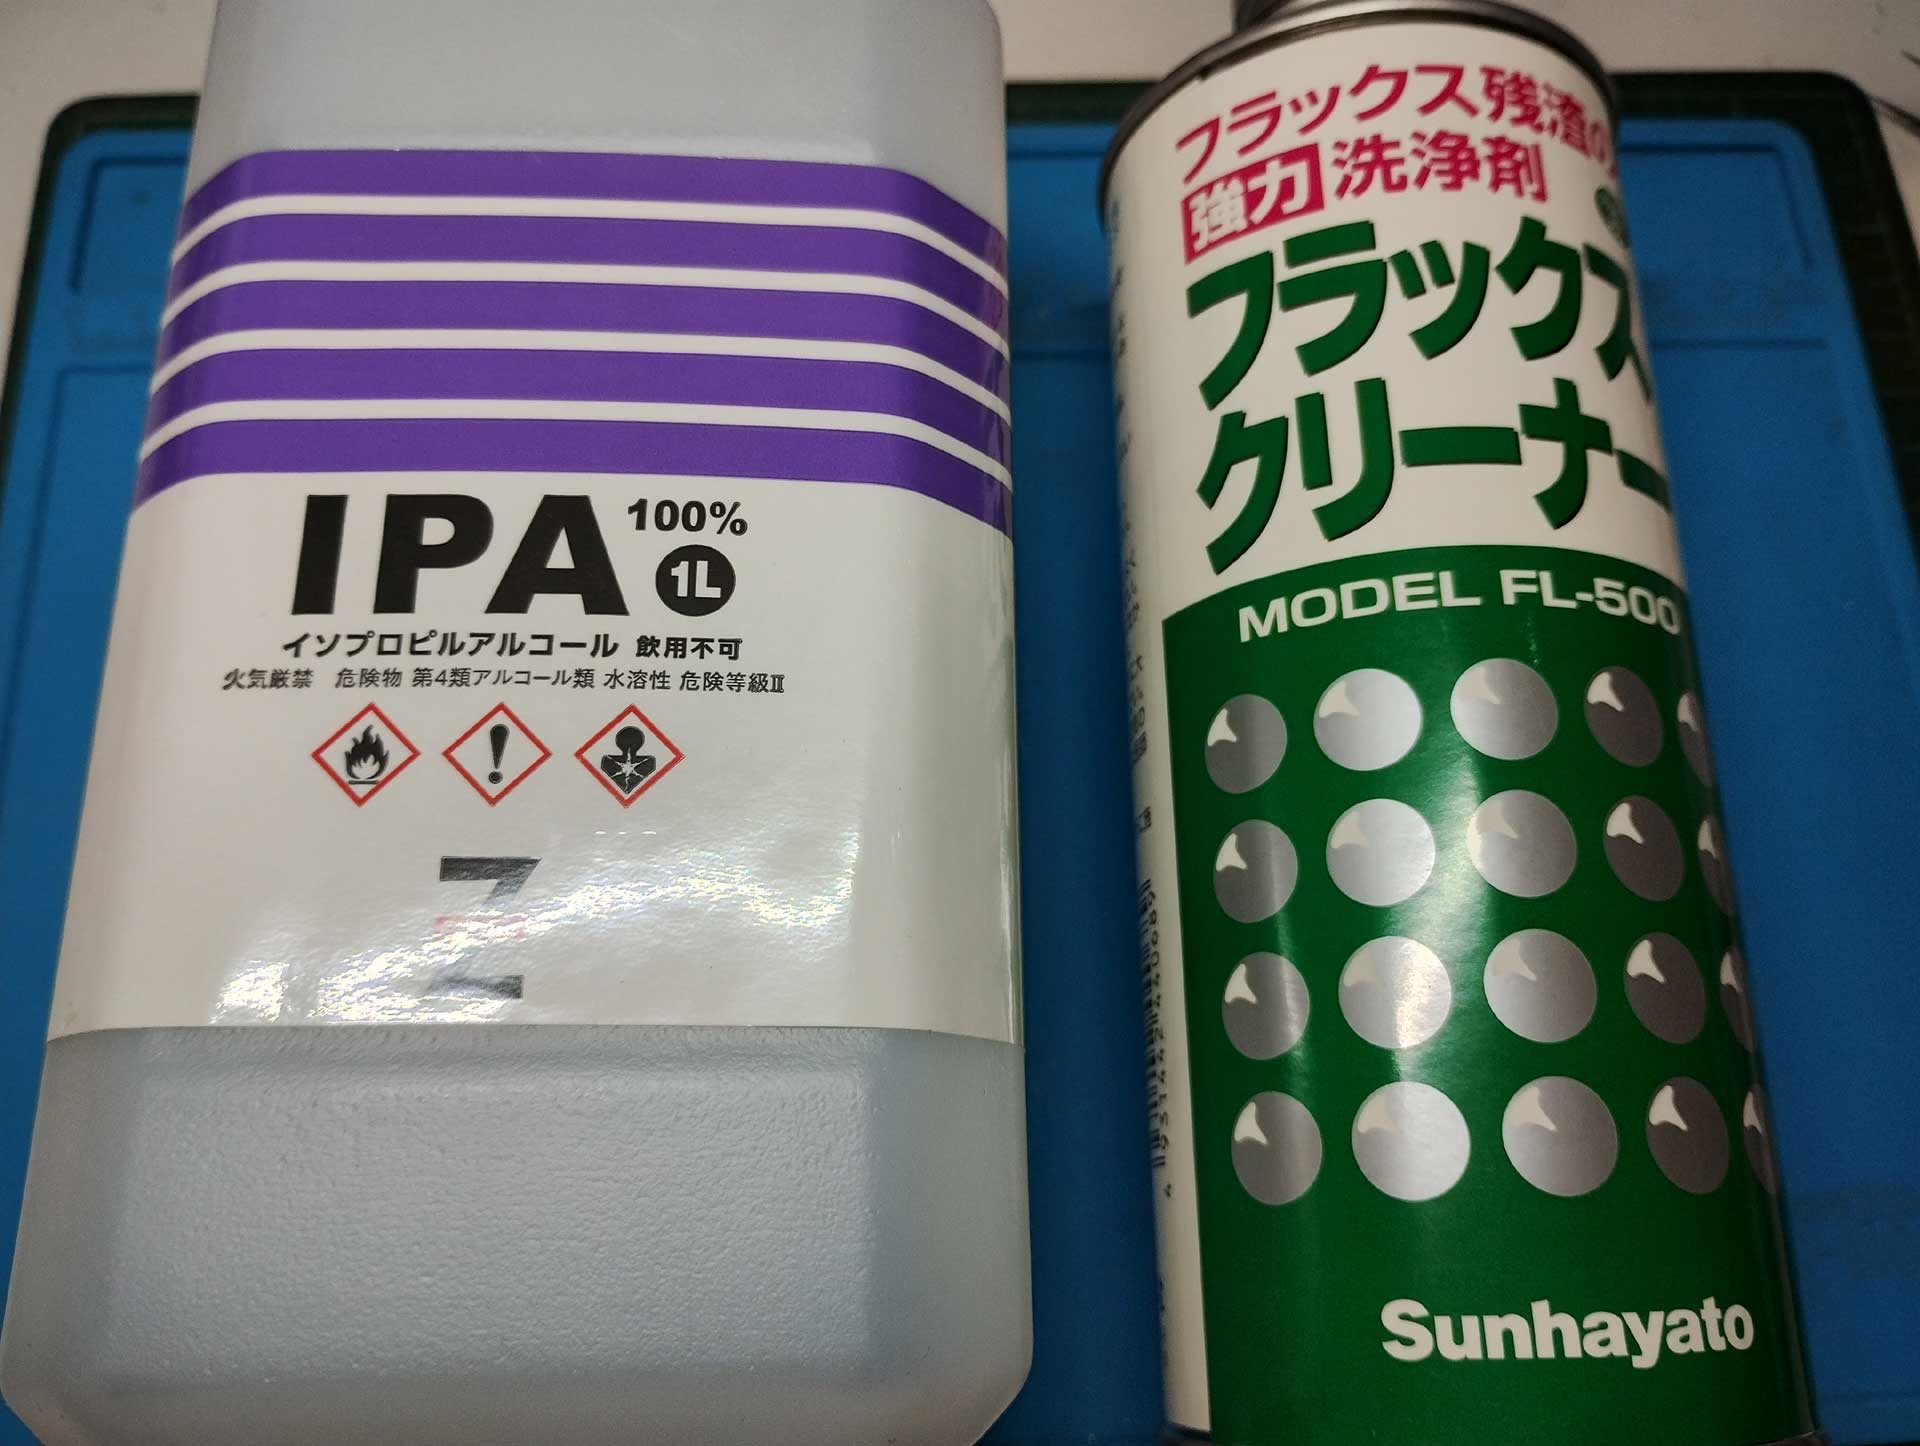 IPA 100%
1L
イソプロピルアルコール 飲用不可
火気厳禁 危険物 第4類アルコール類 水溶性 危険等級Ⅱ
Z
フラックス残渣の
強力洗浄剤
フラックス
クリーナー
MODEL FL-500
Sunhayato